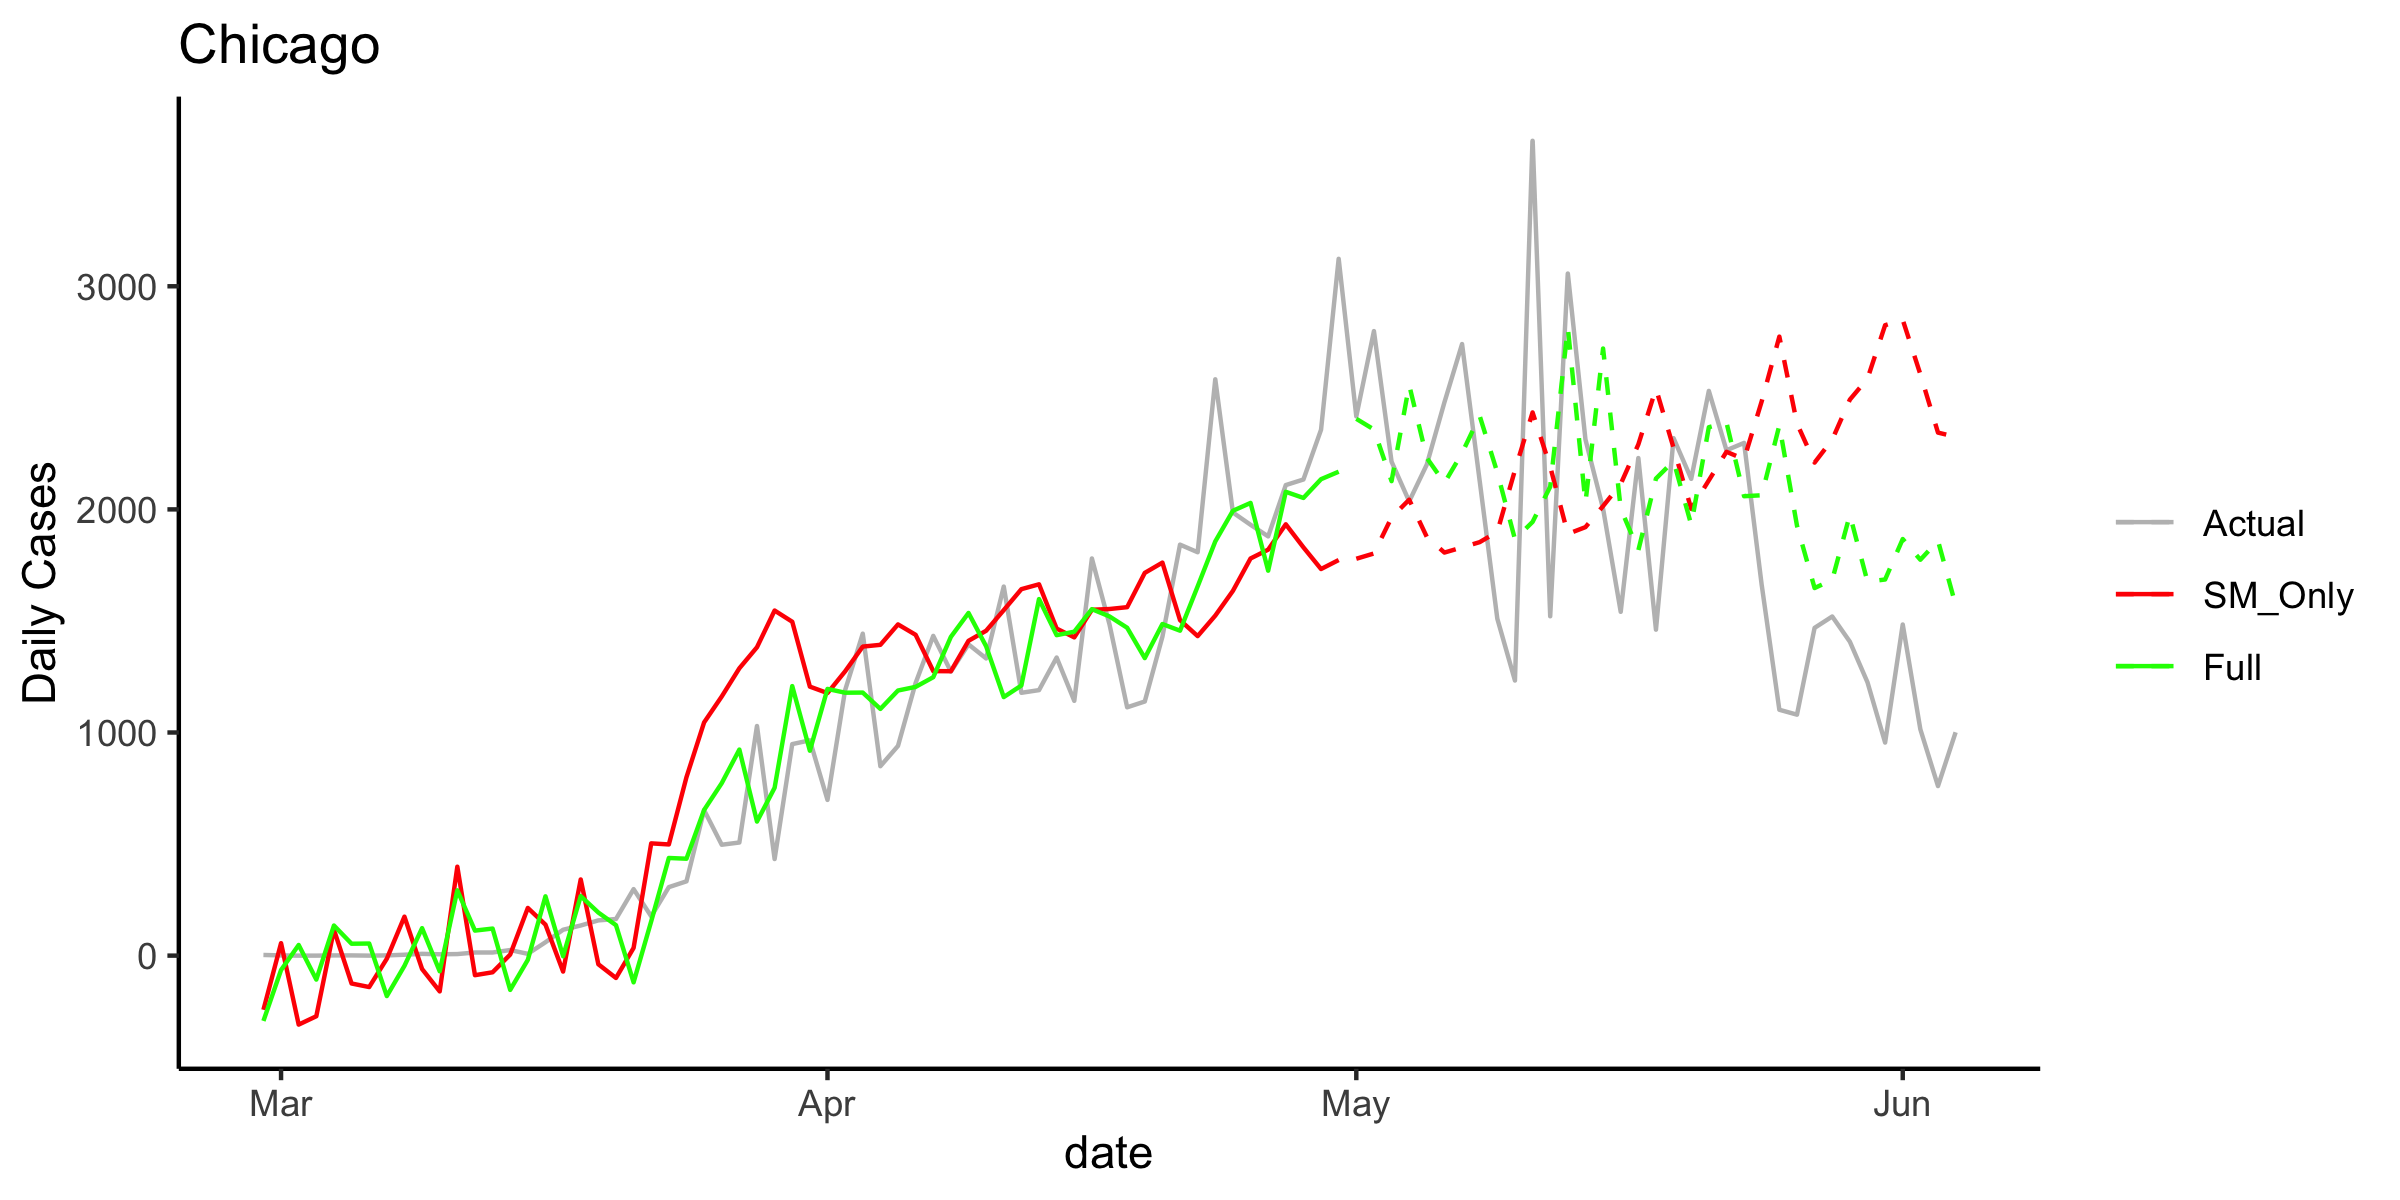 Chicago
Daily Cases
3000
2000
1000
0
Mar
Apr
May
Jun
date
Actual
SM_Only
Full